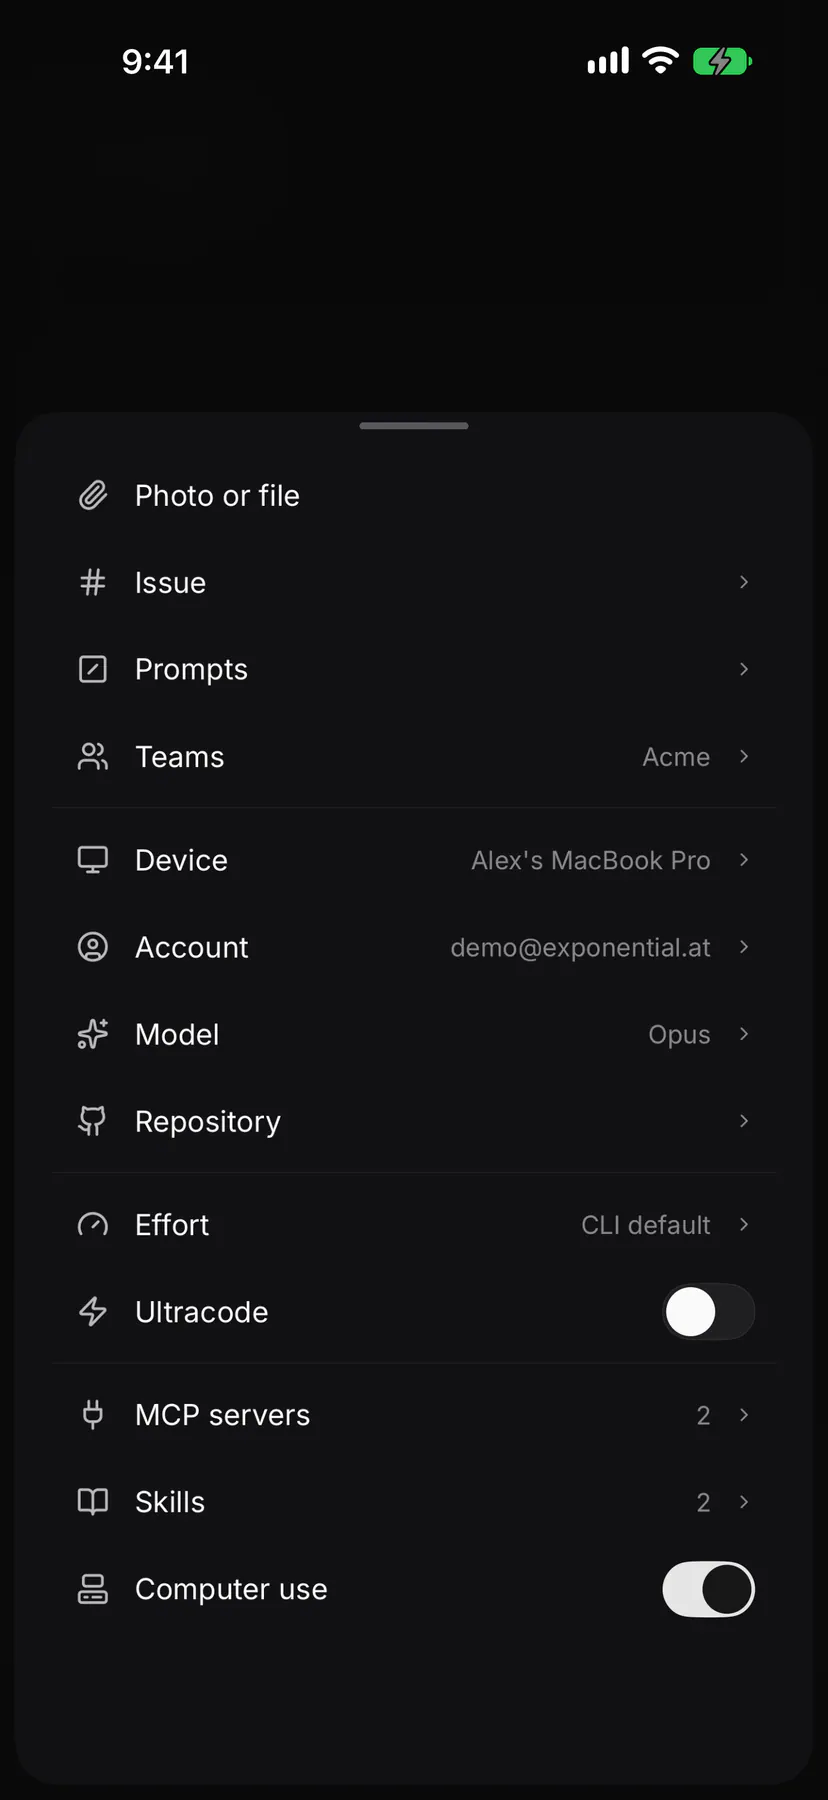 9:41
Photo or file
Issue
Prompts
Teams Acme
Device Alex's MacBook Pro
Account demo@exponential.at
Model Opus
Repository
Effort CLI default
Ultracode
MCP servers 2
Skills 2
Computer use